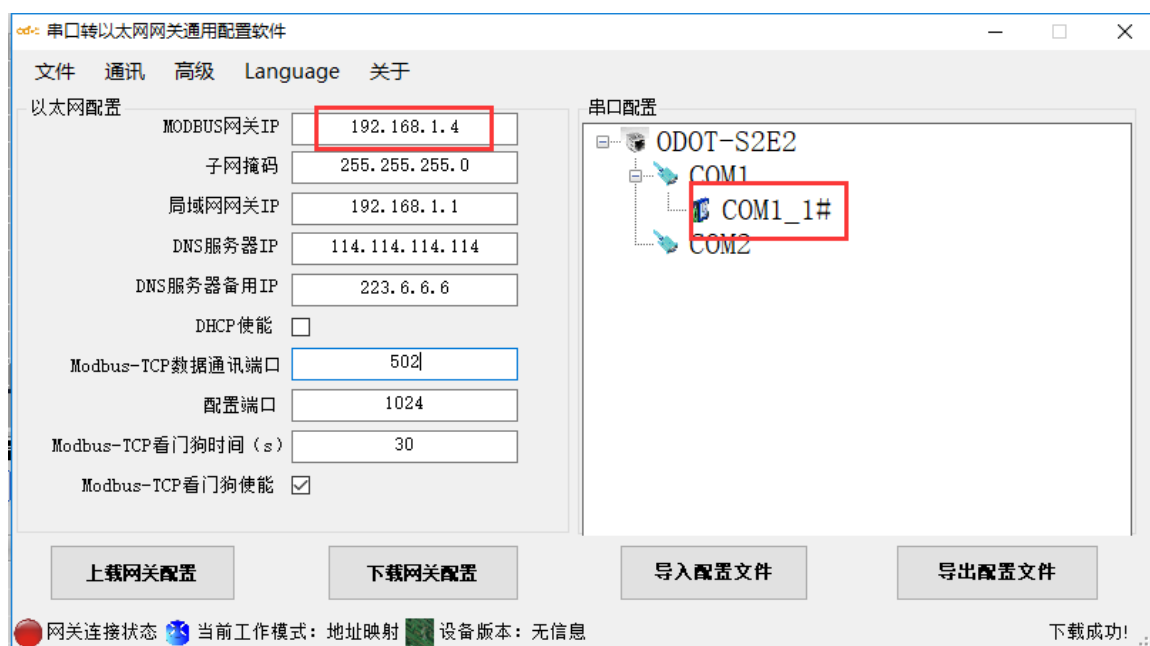 串口转以太网网关通用配置软件
文件 通讯 高级 Language 关于
以太网配置
MODBUS网关IP 192.168.1.4
子网掩码 255.255.255.0
局域网网关IP 192.168.1.1
DNS服务器IP 114.114.114.114
DNS服务器备用IP 223.6.6.6
DHCP使能
Modbus-TCP数据通讯端口 502
配置端口 1024
Modbus-TCP看门狗时间（s） 30
Modbus-TCP看门狗使能
串口配置
ODOT-S2E2
COM1
COM1_1#
COM2
上载网关配置 下载网关配置 导入配置文件 导出配置文件
网关连接状态 当前工作模式：地址映射 设备版本：无信息 下载成功!